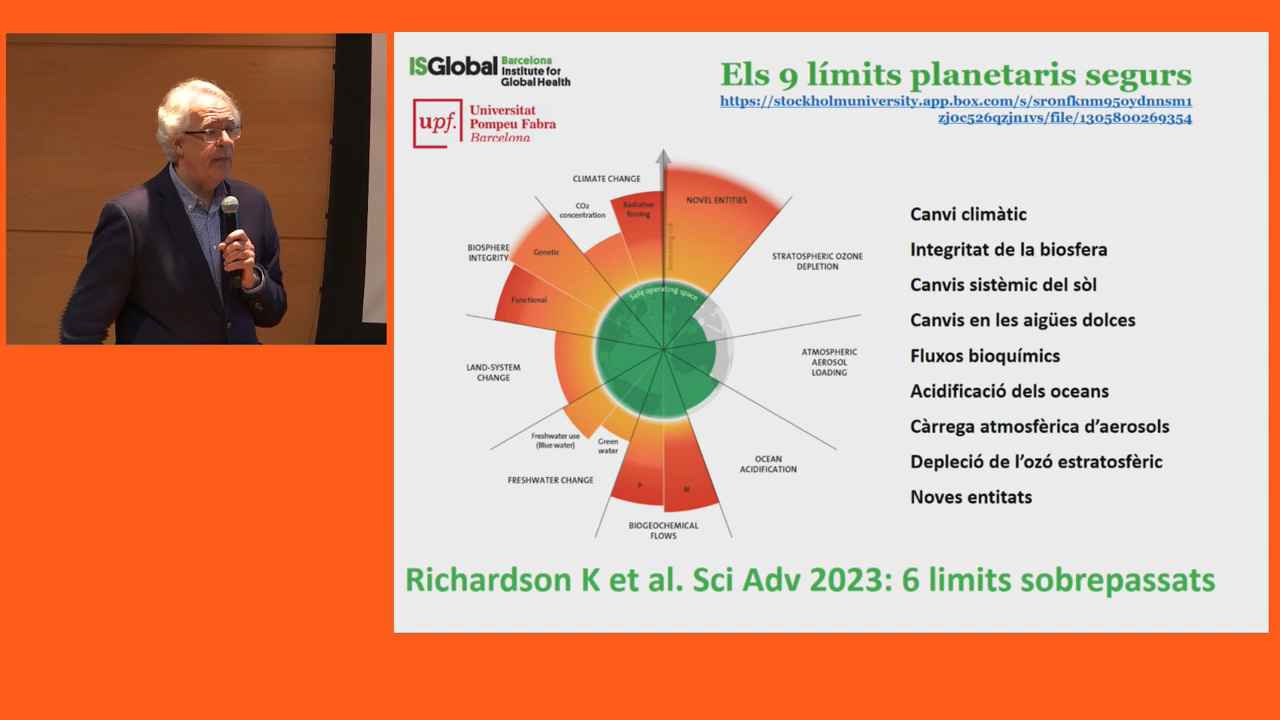 ISGlobal Barcelona
Institute for
Global Health
upf. Universitat
Pompeu Fabra
Barcelona
Els 9 límits planetaris segurs
https://stockholmuniversity.app.box.com/s/sr0nfknm950ydnnsm1
zj0c526qzjn1vs/file/1305800269354
CLIMATE CHANGE
CO2
concentration
Radiative
forcing
NOVEL ENTITIES
Increasing risk
BIOSPHERE
INTEGRITY
Genetic
Functional
STRATOSPHERIC OZONE
DEPLETION
Safe operating space
LAND-SYSTEM
CHANGE
ATMOSPHERIC
AEROSOL
LOADING
Freshwater use
(Blue water)
Green
water
FRESHWATER CHANGE
P
N
OCEAN
ACIDIFICATION
BIOGEOCHEMICAL
FLOWS
Canvi climàtic
Integritat de la biosfera
Canvis sistèmic del sòl
Canvis en les aigües dolces
Fluxos bioquímics
Acidificació dels oceans
Càrrega atmosfèrica d'aerosols
Depleció de l'ozó estratosfèric
Noves entitats
Richardson K et al. Sci Adv 2023: 6 limits sobrepassats